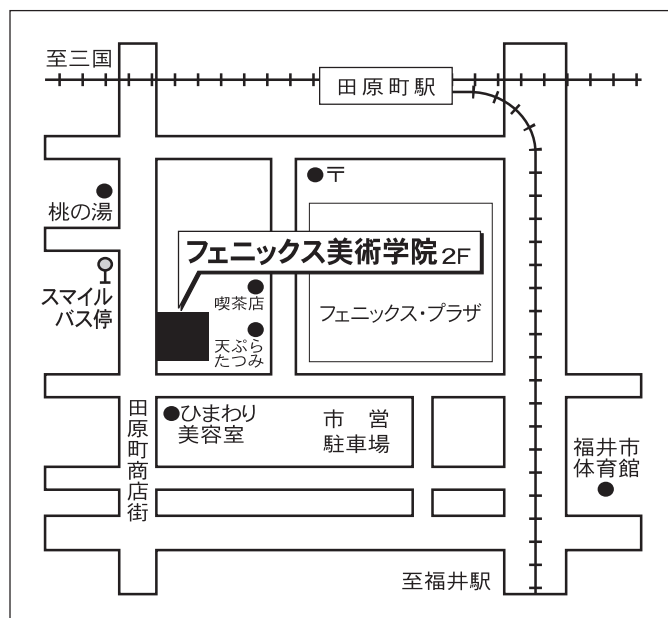 至三国
田原町駅
〒
桃の湯
フェニックス美術学院 2F
スマイル
バス停
喫茶店
フェニックス・プラザ
天ぷら
たつみ
田原町商店街
ひまわり
美容室
市営
駐車場
福井市
体育館
至福井駅